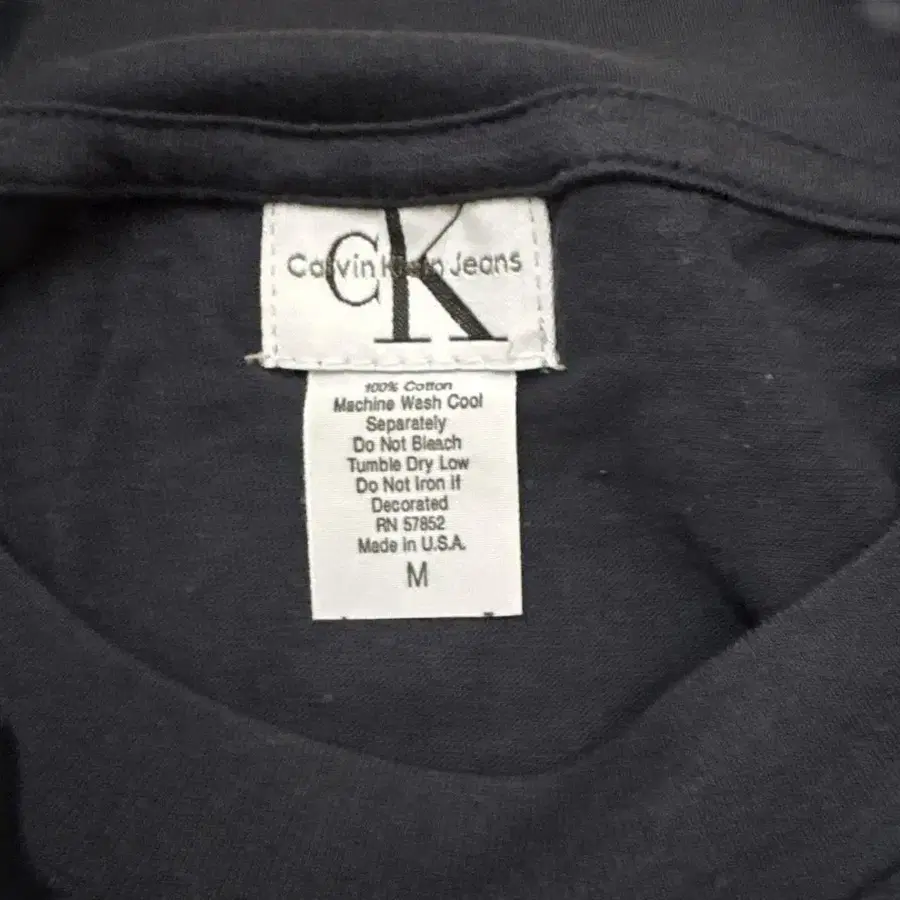 CK
Calvin Klein Jeans
100% Cotton
Machine Wash Cool
Separately
Do Not Bleach
Tumble Dry Low
Do Not Iron if
Decorated
RN 57852
Made in U.S.A.
M